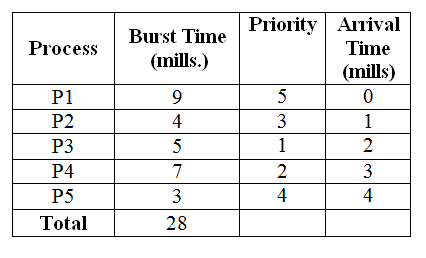 Process Burst Time (mills.) Priority Arrival Time (mills)
P1 9 5 0
P2 4 3 1
P3 5 1 2
P4 7 2 3
P5 3 4 4
Total 28